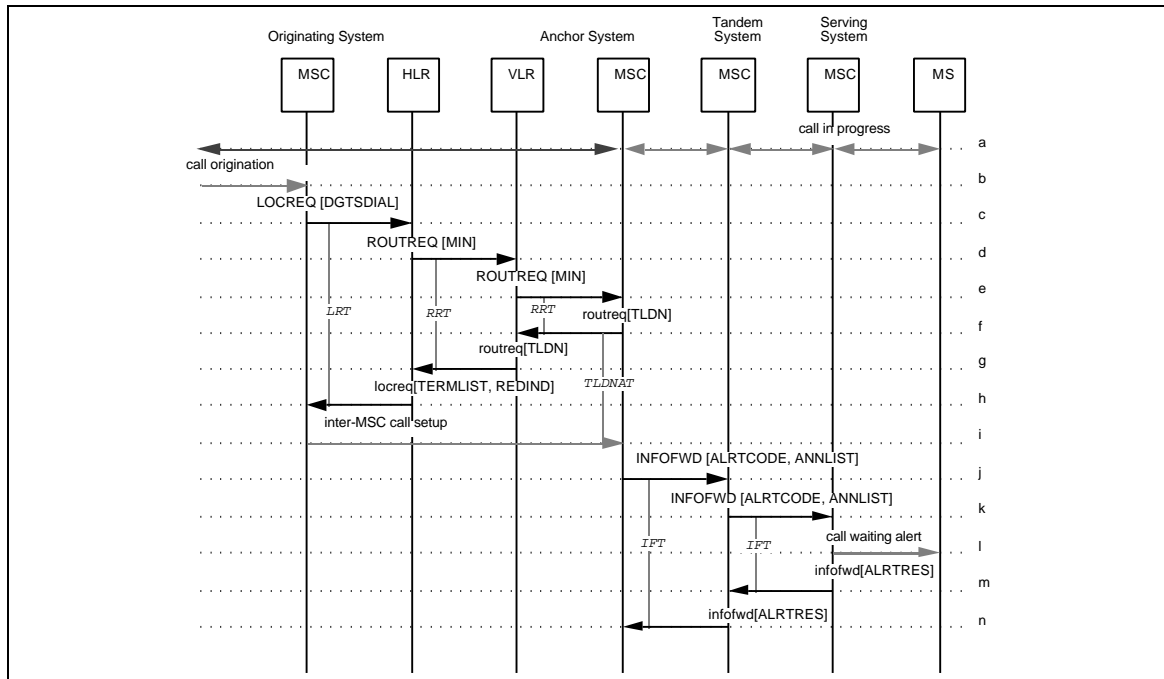 Originating System
Anchor System
Tandem System
Serving System
MSC
HLR
VLR
MSC
MSC
MSC
MS
call in progress
a
call origination
b
LOCREQ [DGTSDIAL]
c
ROUTREQ [MIN]
d
ROUTREQ [MIN]
e
LRT
RRT
RRT
routreq[TLDN]
f
routreq[TLDN]
g
locreq[TERMLIST, REDIND]
TLDNAT
h
inter-MSC call setup
i
INFOFWD [ALRTCODE, ANNLIST]
j
INFOFWD [ALRTCODE, ANNLIST]
k
IFT
IFT
call waiting alert
l
infofwd[ALRTRES]
m
infofwd[ALRTRES]
n